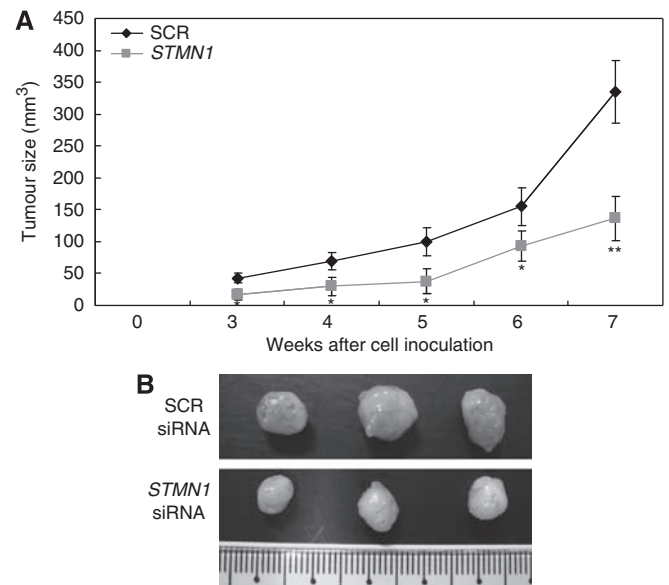 A
450
400
350
300
250
200
150
100
50
0
Tumour size (mm³)
SCR
STMN1
*
*
*
*
**
0 3 4 5 6 7
Weeks after cell inoculation
B
SCR
siRNA
STMN1
siRNA